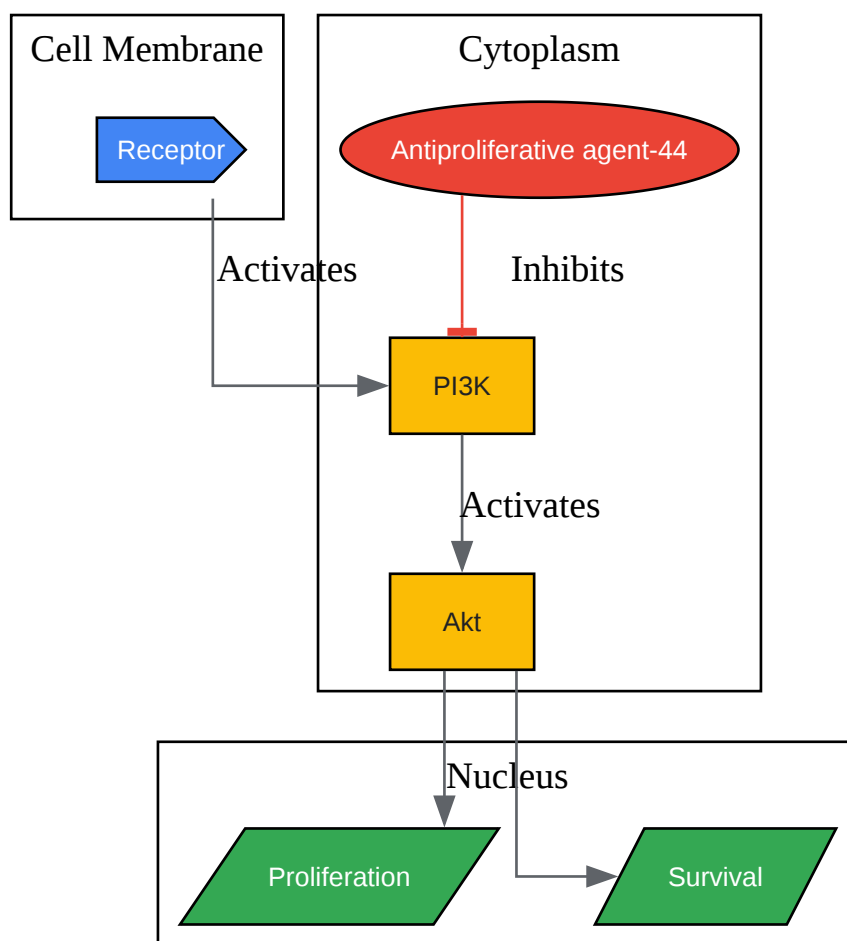 Cell Membrane
Cytoplasm
Receptor
Antiproliferative agent-44
Activates
Inhibits
PI3K
Activates
Akt
Nucleus
Proliferation
Survival